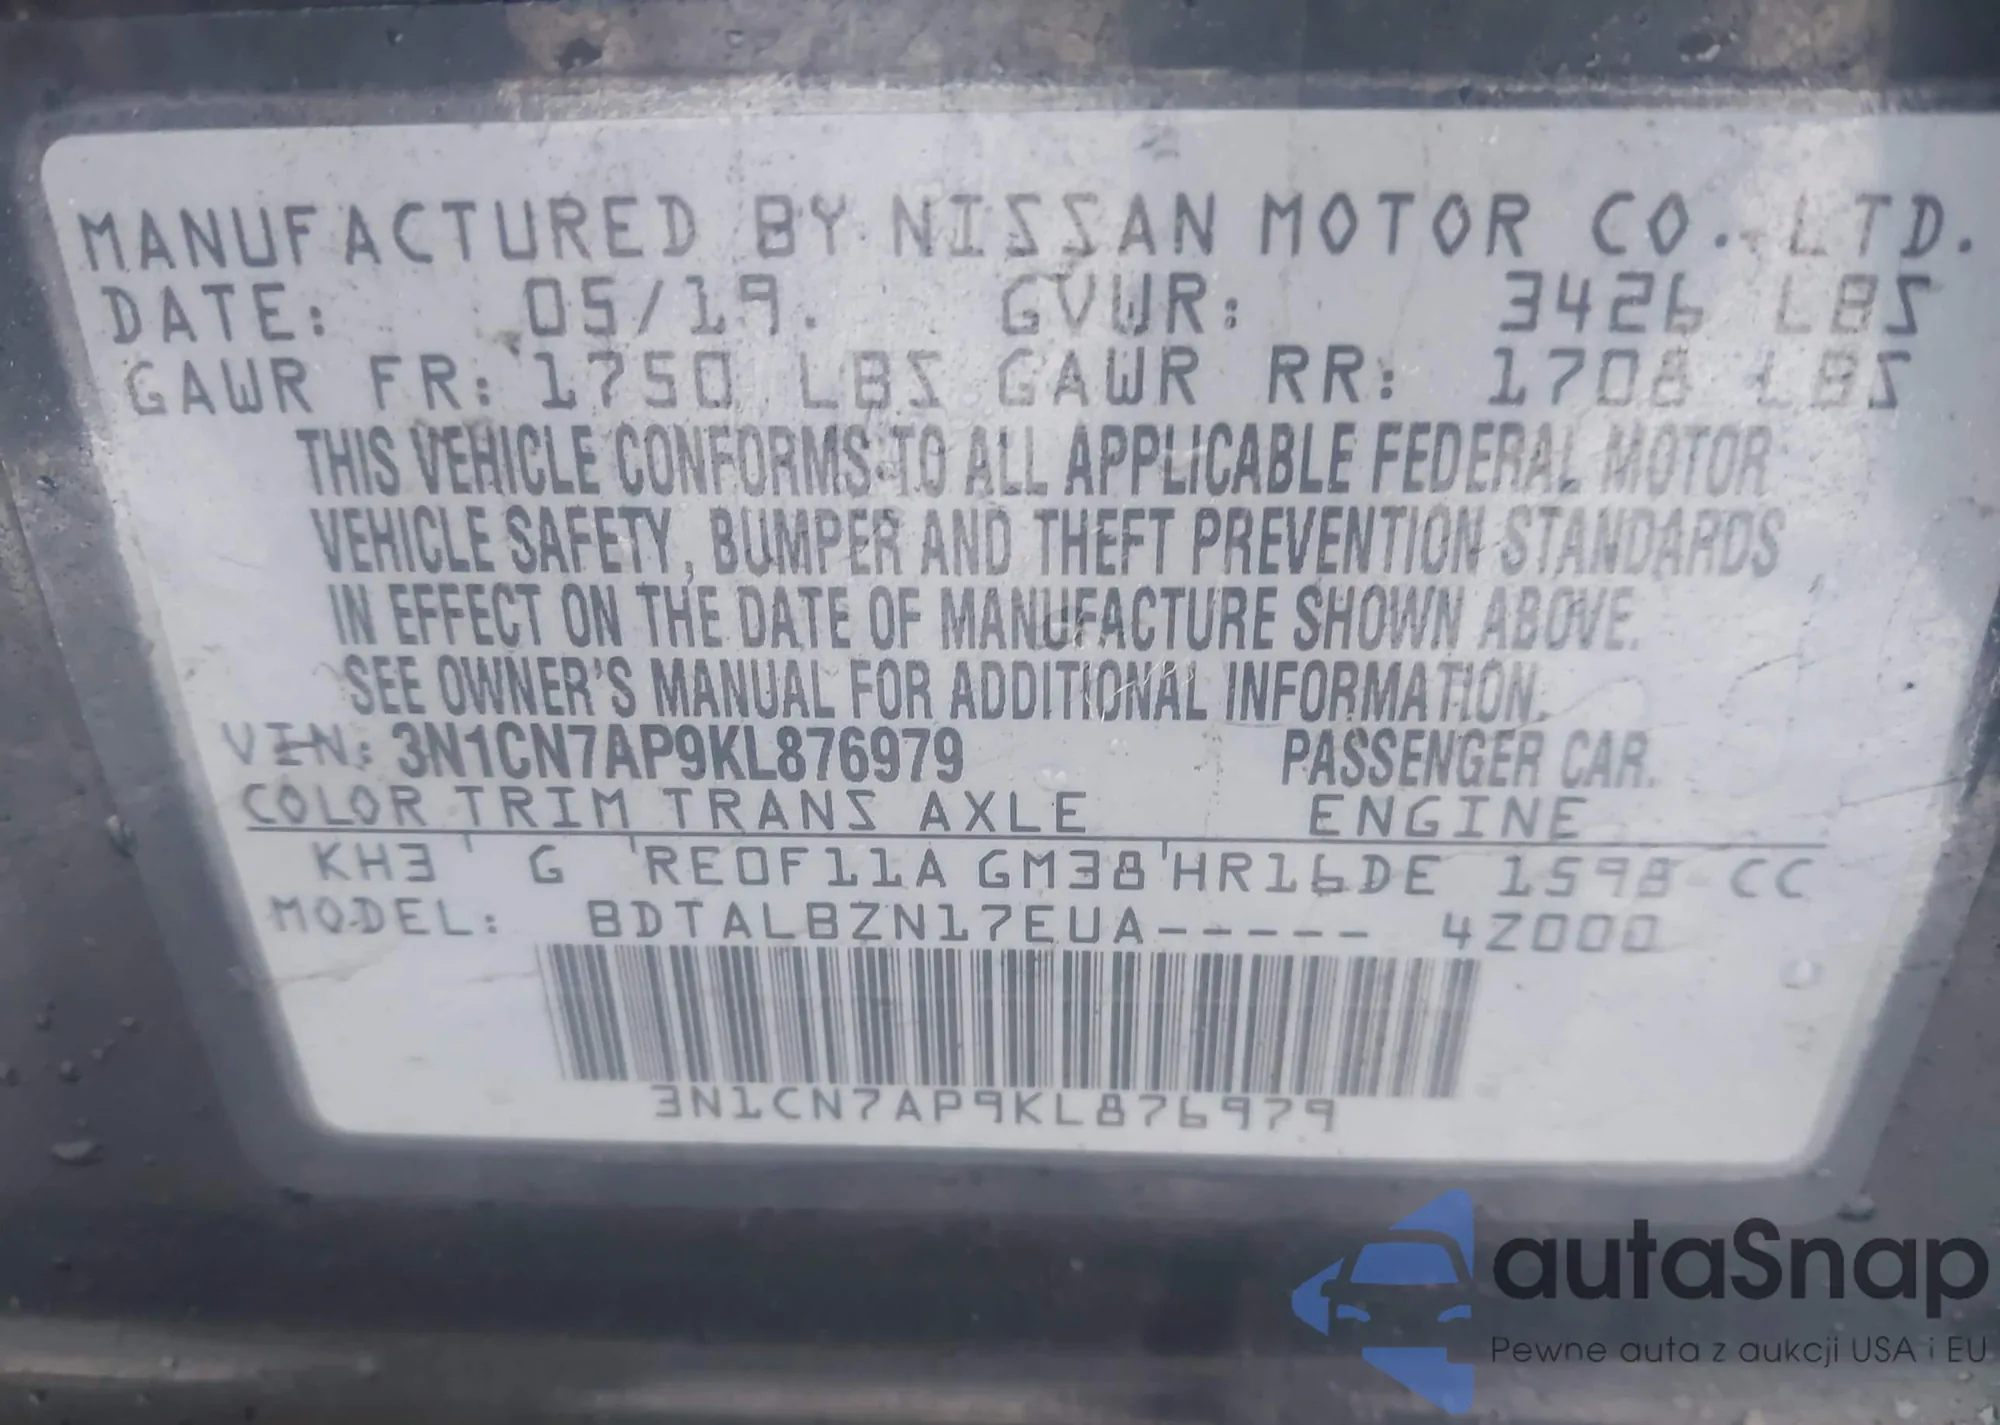 MANUFACTURED BY NISSAN MOTOR CO. LTD.
DATE: 05/19. GVWR: 3426 LBS
GAWR FR: 1750 LBS GAWR RR: 1708 LBS
THIS VEHICLE CONFORMS TO ALL APPLICABLE FEDERAL MOTOR
VEHICLE SAFETY, BUMPER AND THEFT PREVENTION STANDARDS
IN EFFECT ON THE DATE OF MANUFACTURE SHOWN ABOVE.
SEE OWNER'S MANUAL FOR ADDITIONAL INFORMATION.
VIN: 3N1CN7AP9KL876979 PASSENGER CAR.
COLOR TRIM TRANS AXLE ENGINE
KH3 G RE0F11A GM38 HR16DE 1598 CC
MODEL: BDTALBZN17EUA----- 4Z000
3N1CN7AP9KL876979
autaSnap
Pewne auta z aukcji USA i EU